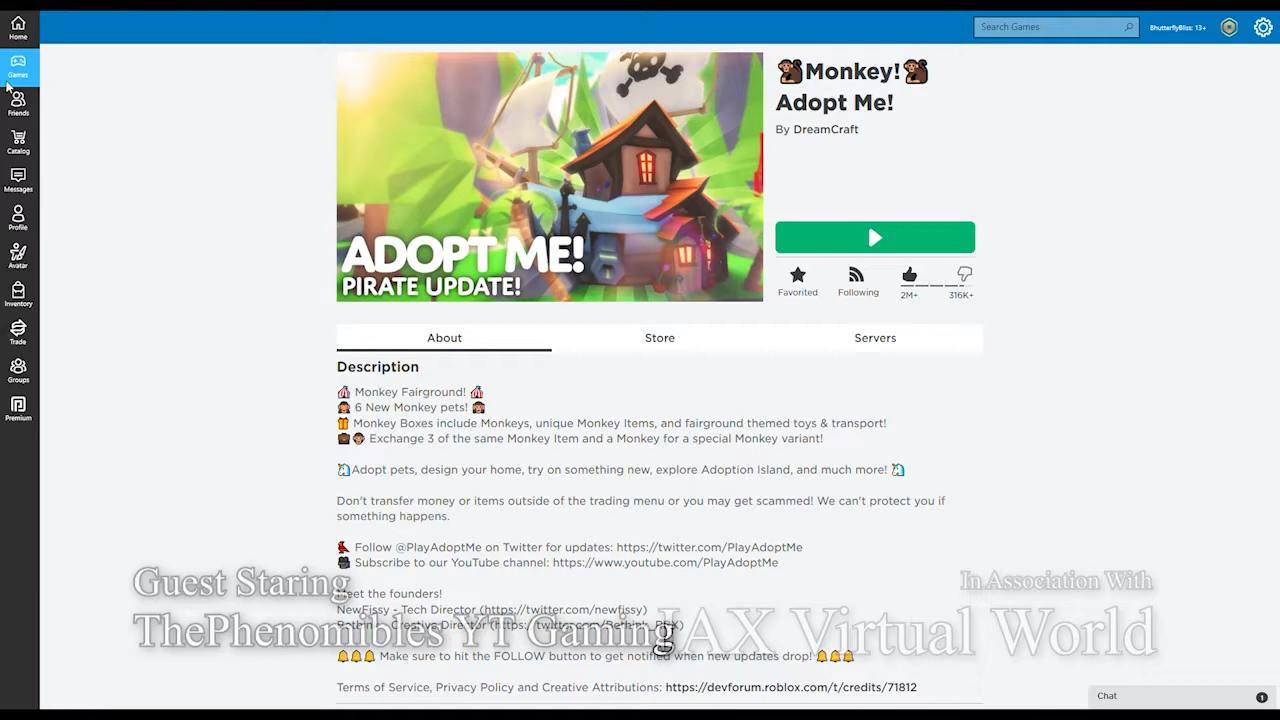 Home
Games
Friends
Catalog
Messages
Profile
Avatar
Inventory
Trade
Groups
Premium
Search Games
BhutterflyBliss: 13+
ADOPT ME!
PIRATE UPDATE!
Monkey!
Adopt Me!
By DreamCraft
Favorited
Following
2M+
316K+
About
Store
Servers
Description
Monkey Fairground!
6 New Monkey pets!
Monkey Boxes include Monkeys, unique Monkey Items, and fairground themed toys & transport!
Exchange 3 of the same Monkey Item and a Monkey for a special Monkey variant!
Adopt pets, design your home, try on something new, explore Adoption Island, and much more!
Don't transfer money or items outside of the trading menu or you may get scammed! We can't protect you if
something happens.
Follow @PlayAdoptMe on Twitter for updates: https://twitter.com/PlayAdoptMe
Subscribe to our YouTube channel: https://www.youtube.com/PlayAdoptMe
Guest Staring
In Association With
Meet the founders!
NewFissy - Tech Director (https://twitter.com/newfissy)
Creative Director
ThePhenomibles YT Gaming
JAX Virtual World
Make sure to hit the FOLLOW button to get notified when new updates drop!
Terms of Service, Privacy Policy and Creative Attributions: https://devforum.roblox.com/t/credits/71812
Chat
1